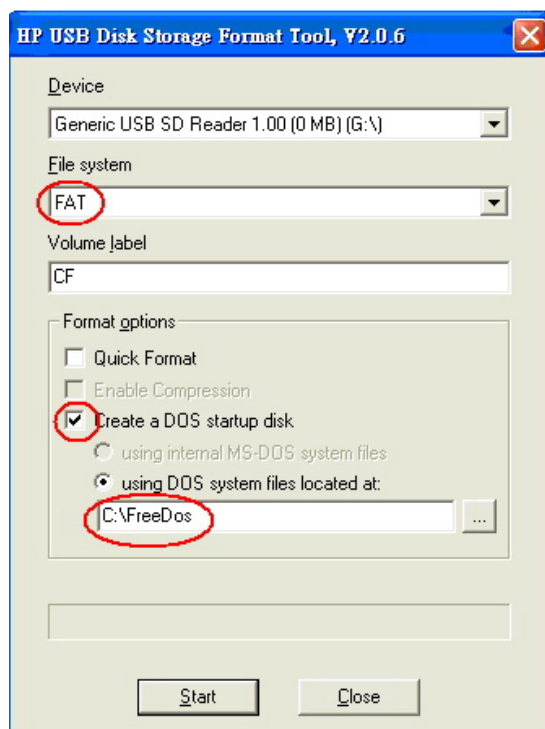 HP USB Disk Storage Format Tool, V2.0.6
Device
Generic USB SD Reader 1.00 (0 MB) (G:\)
File system
FAT
Volume label
CF
Format options
Quick Format
Enable Compression
Create a DOS startup disk
using internal MS-DOS system files
using DOS system files located at:
C:\FreeDos
...
Start
Close